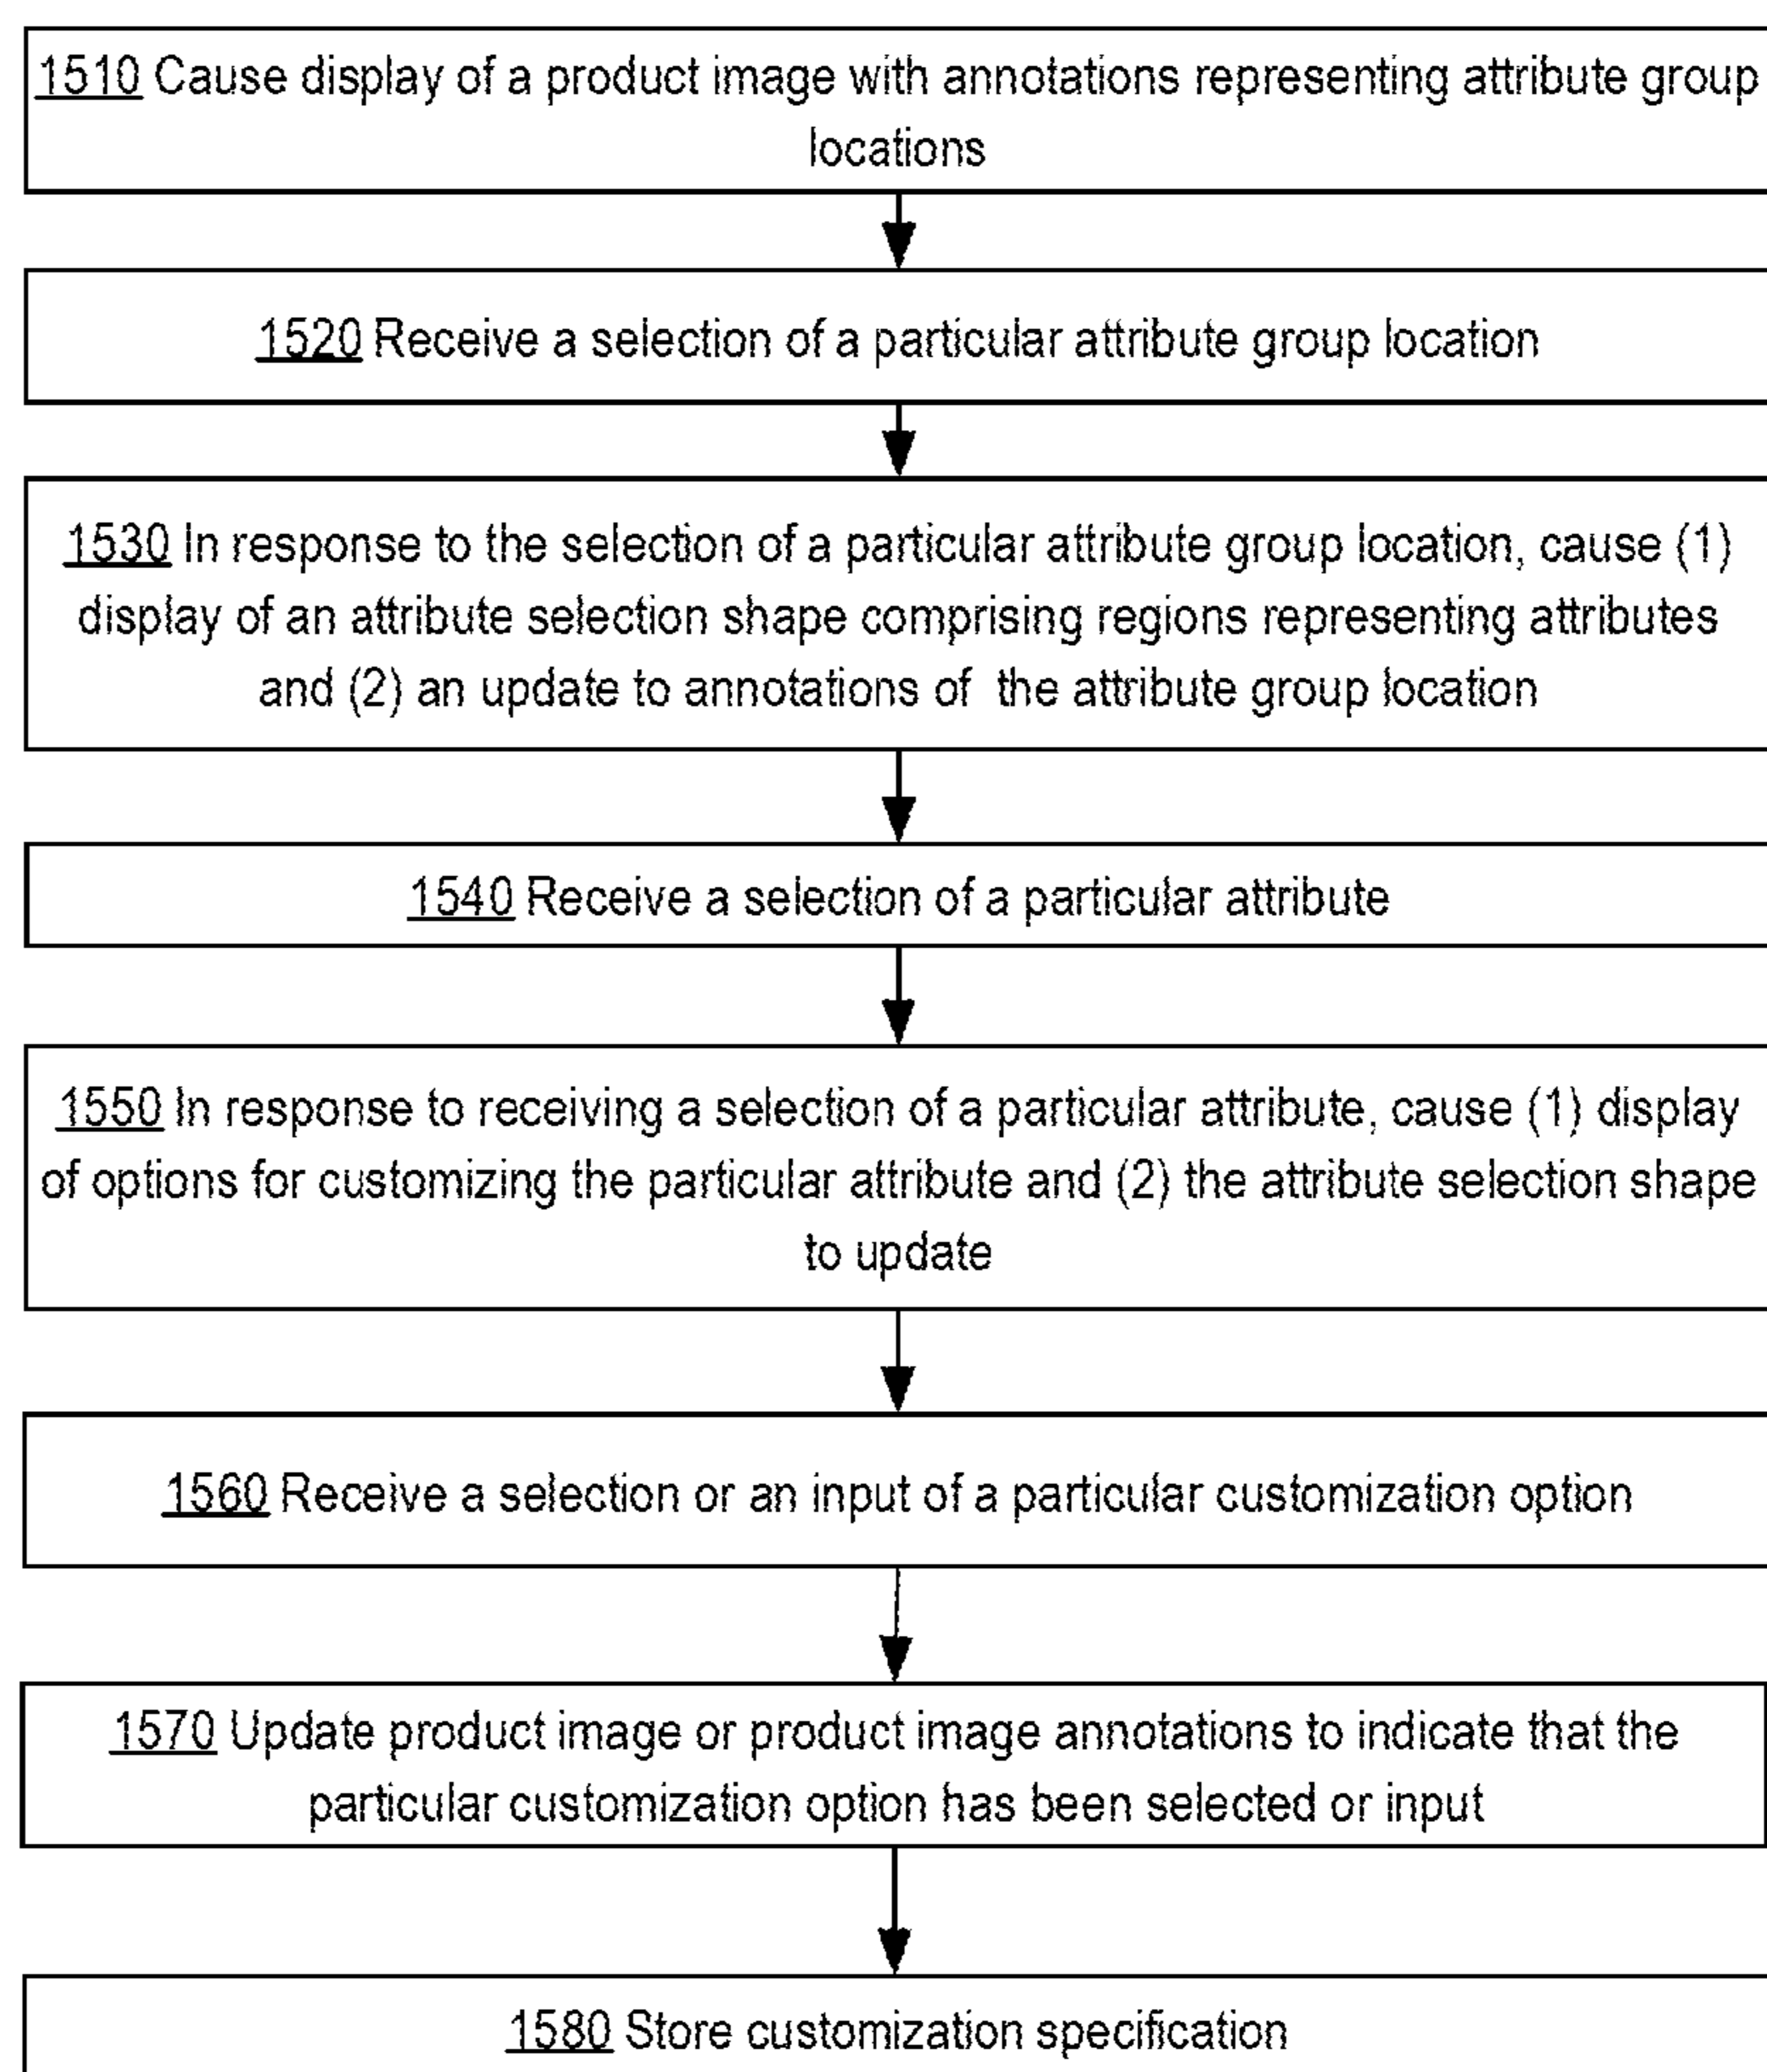 1510 Cause display of a product image with annotations representing attribute group
locations
1520 Receive a selection of a particular attribute group location
1530 In response to the selection of a particular attribute group location, cause (1)
display of an attribute selection shape comprising regions representing attributes
and (2) an update to annotations of the attribute group location
1540 Receive a selection of a particular attribute
1550 In response to receiving a selection of a particular attribute, cause (1) display
of options for customizing the particular attribute and (2) the attribute selection shape
to update
1560 Receive a selection or an input of a particular customization option
1570 Update product image or product image annotations to indicate that the
particular customization option has been selected or input
1580 Store customization specification